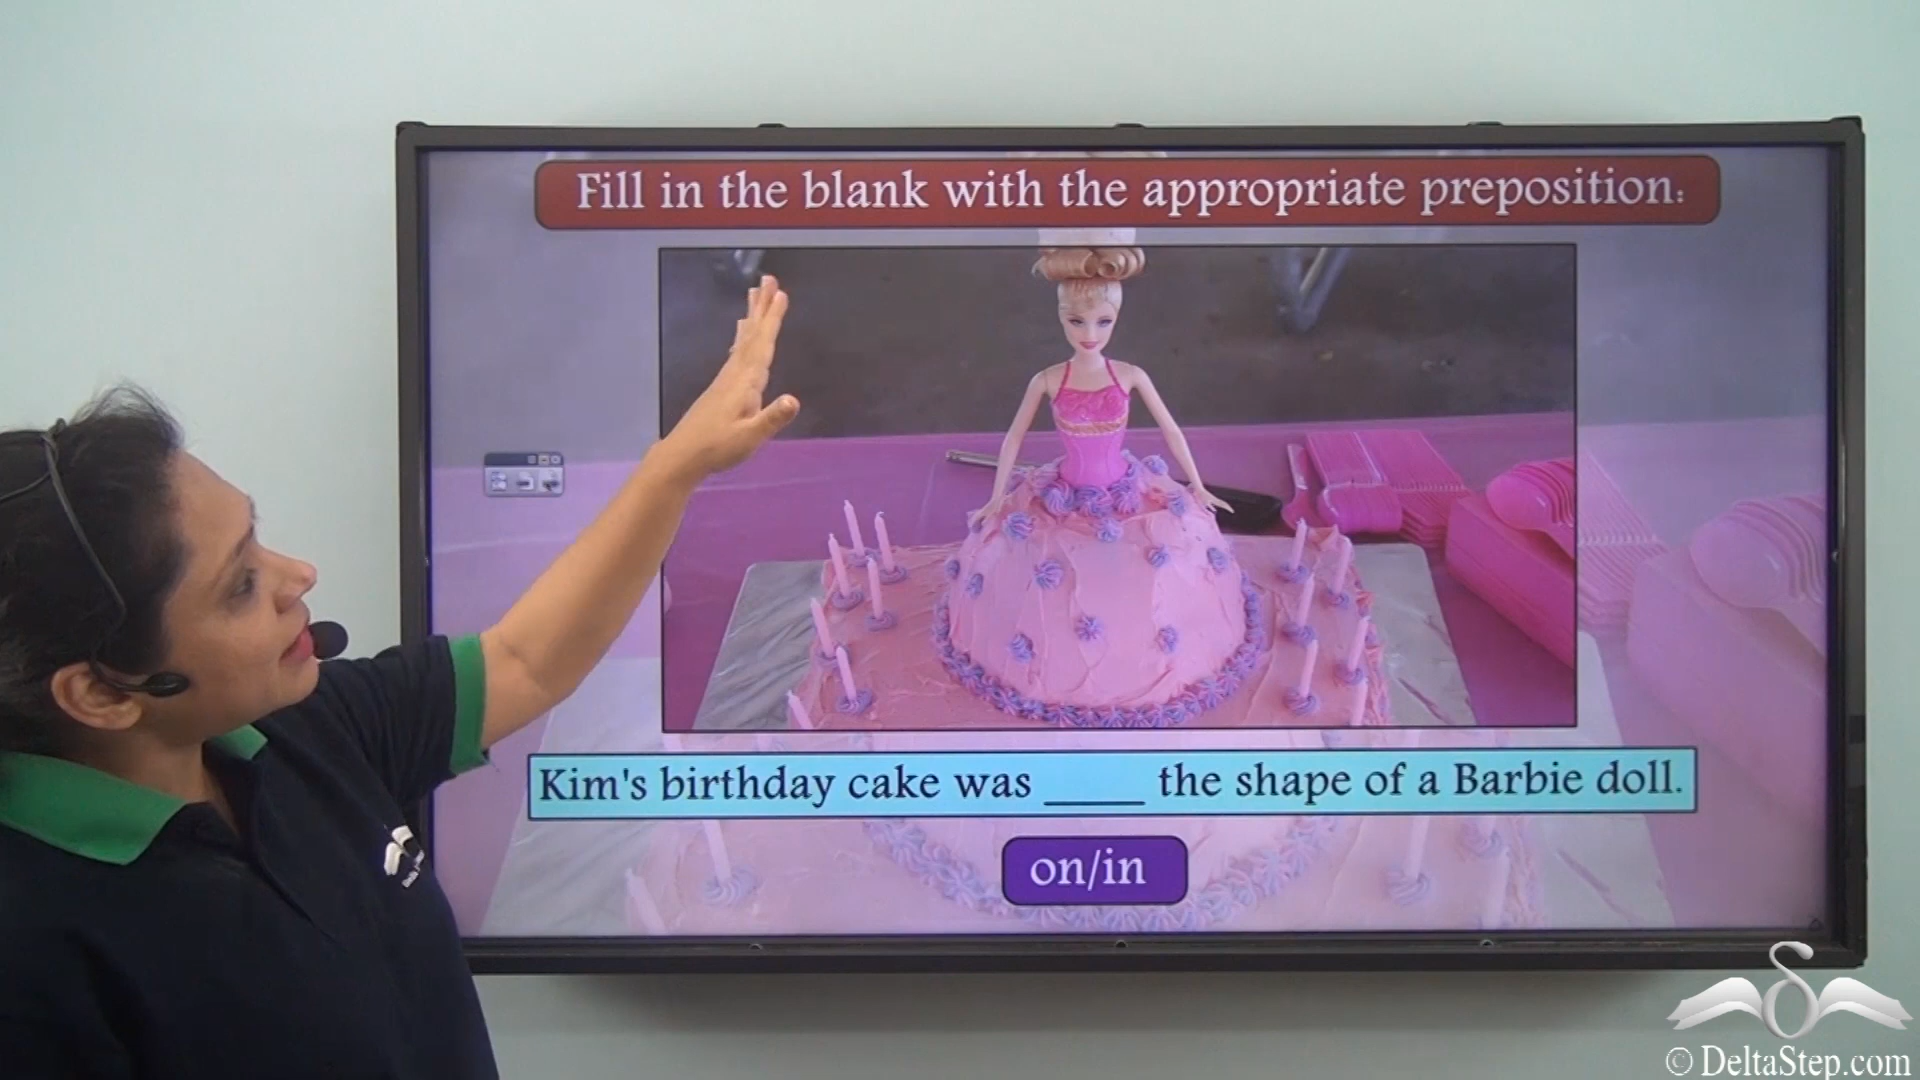 Fill in the blank with the appropriate preposition:
Kim's birthday cake was _____ the shape of a Barbie doll.
on/in
© DeltaStep.com